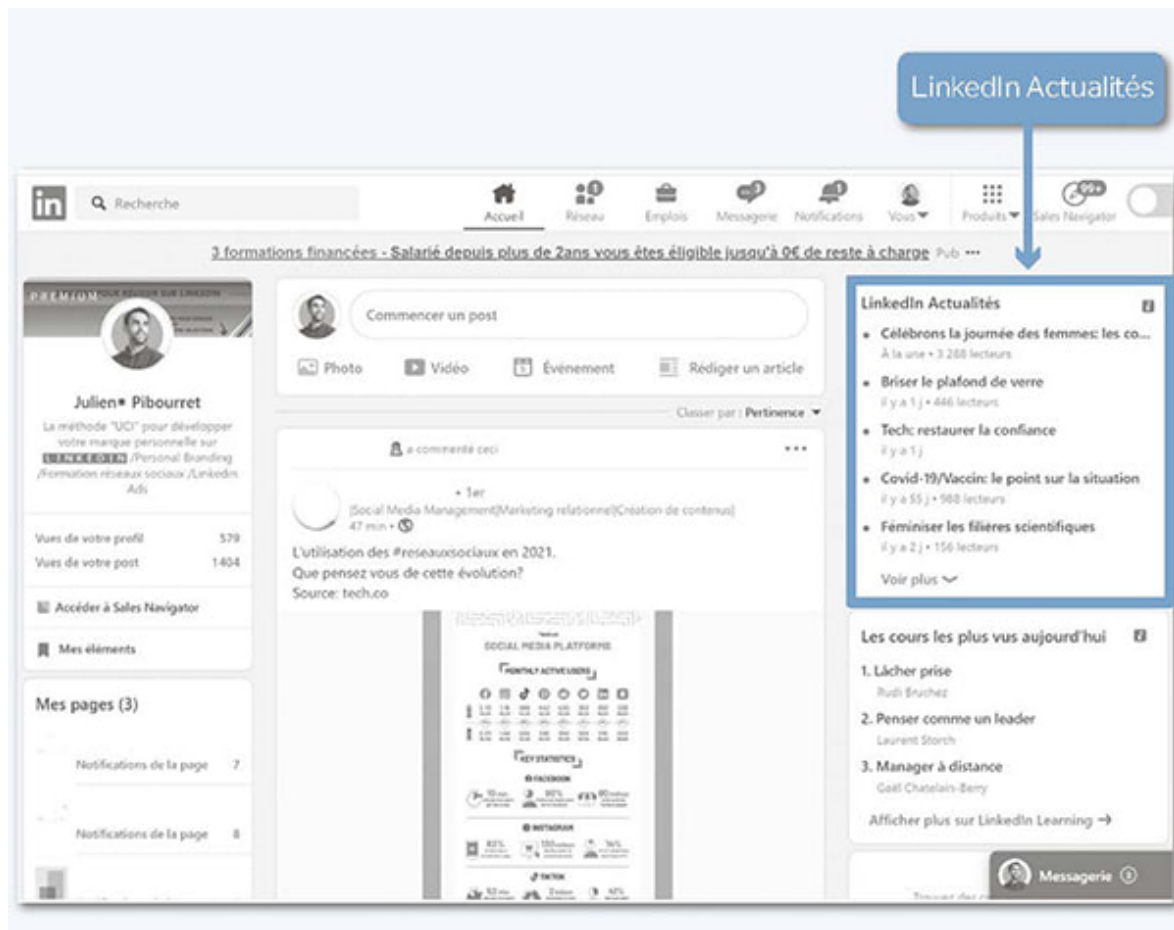 LinkedIn Actualités
in
Recherche
Accueil
Réseau
Emplois
Messagerie
Notifications
Vous
Produits
Sales Navigator
99+
3 formations financées - Salarié depuis plus de 2ans vous êtes éligible jusqu'à 0€ de reste à charge Pub
PREMIUM
Julien Pibourret
La méthode "UCI" pour développer
votre marque personnelle sur
LINKEDIN /Personal Branding
/Formation réseaux sociaux /Linkedin
Ads
Vues de votre profil 579
Vues de votre post 1404
Accéder à Sales Navigator
Mes éléments
Mes pages (3)
Notifications de la page 7
Notifications de la page 8
Commencer un post
Photo
Vidéo
Événement
Rédiger un article
Classer par : Pertinence
a commenté ceci
• 1er
|Social Media Management|Marketing relationnel|Création de contenus|
47 min •
L'utilisation des #reseauxsociaux en 2021.
Que pensez vous de cette évolution?
Source: tech.co
SOCIAL MEDIA PLATFORMS
MONTHLY ACTIVE USERS
KEY STATISTICS
FACEBOOK
INSTAGRAM
TIKTOK
LinkedIn Actualités
• Célébrons la journée des femmes: les co...
À la une • 3 288 lecteurs
• Briser le plafond de verre
il y a 1 j • 446 lecteurs
• Tech: restaurer la confiance
il y a 1 j
• Covid-19/Vaccin: le point sur la situation
il y a 55 j • 988 lecteurs
• Féminiser les filières scientifiques
il y a 2 j • 156 lecteurs
Voir plus
Les cours les plus vus aujourd'hui
1. Lâcher prise
Rudi Bruchez
2. Penser comme un leader
Laurent Storch
3. Manager à distance
Gaël Chatelain-Berry
Afficher plus sur LinkedIn Learning →
Messagerie